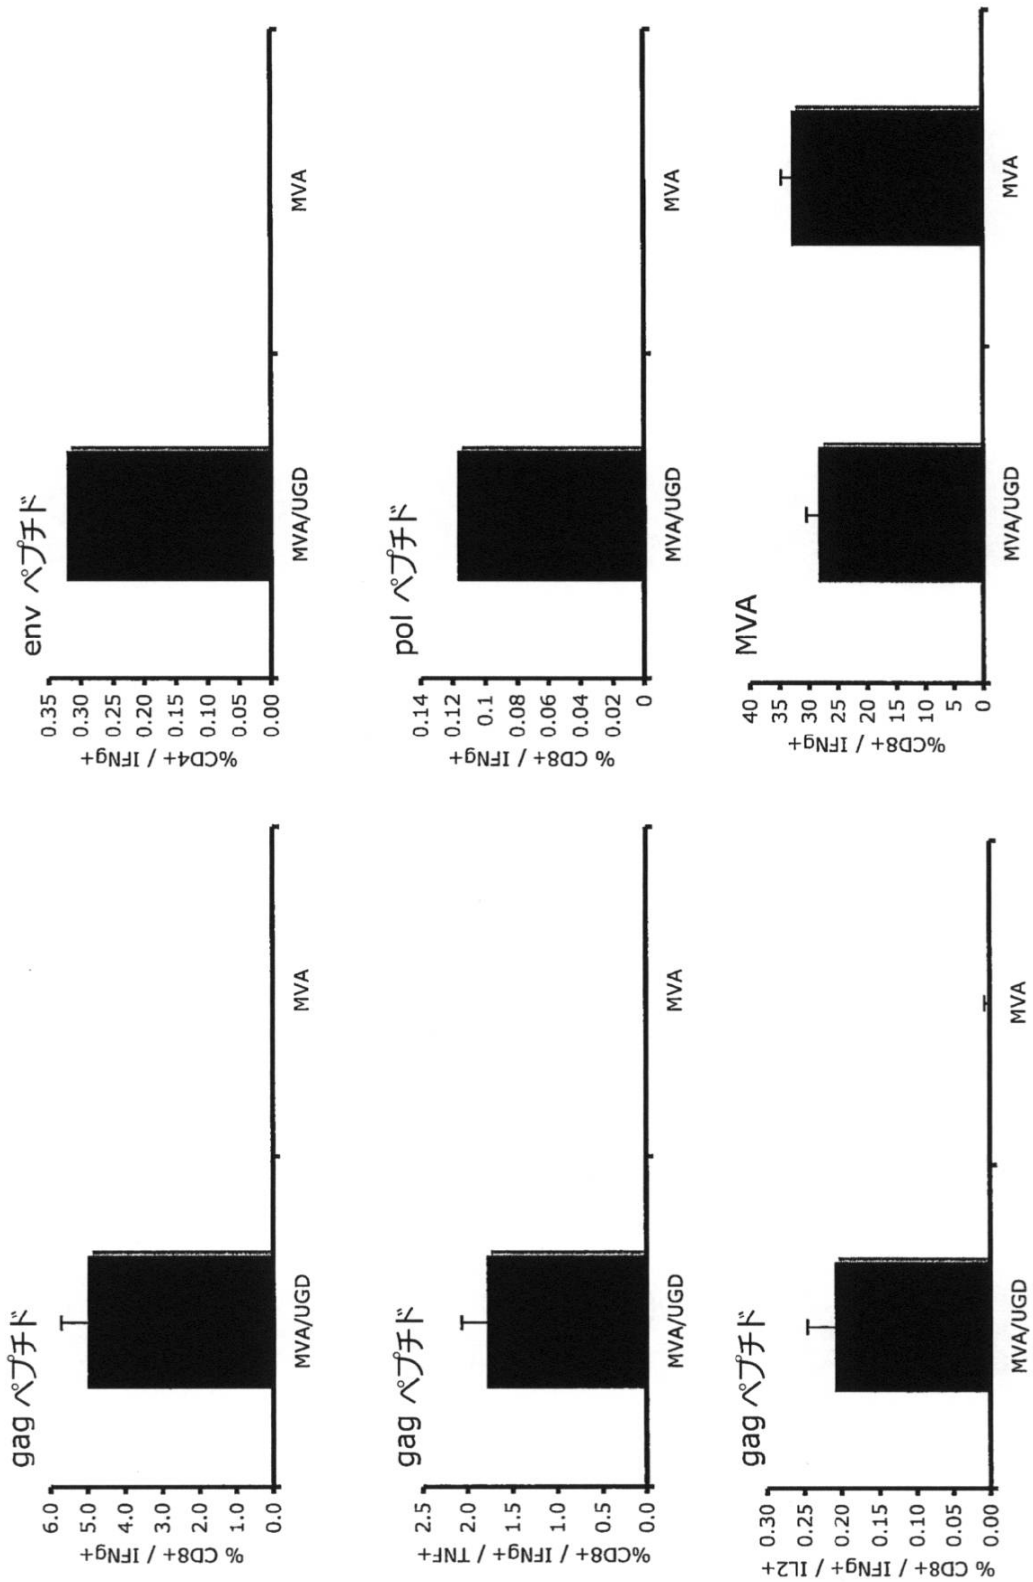 gag ペプチド
% CD8+ / IFNg+
6.0
5.0
4.0
3.0
2.0
1.0
0.0
MVA/UGD
MVA
env ペプチド
%CD4+ / IFNg+
0.35
0.30
0.25
0.20
0.15
0.10
0.05
0.00
MVA/UGD
MVA
gag ペプチド
%CD8+ / IFNg+ / TNF+
2.5
2.0
1.5
1.0
0.5
0.0
MVA/UGD
MVA
pol ペプチド
% CD8+ / IFNg+
0.14
0.12
0.1
0.08
0.06
0.04
0.02
0
MVA/UGD
MVA
gag ペプチド
% CD8+ / IFNg+ / IL2+
0.30
0.25
0.20
0.15
0.10
0.05
0.00
MVA/UGD
MVA
MVA
%CD8+ / IFNg+
40
35
30
25
20
15
10
5
0
MVA/UGD
MVA